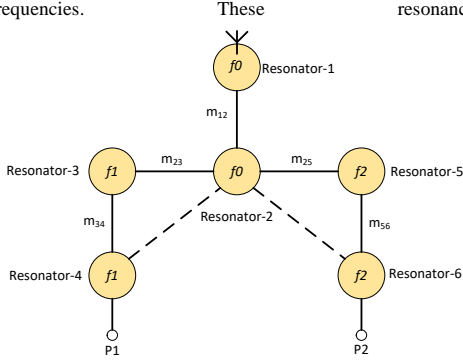 requencies. These resonanc
f0 Resonator-1
m12
Resonator-3 f1 m23 f0 m25 f2 Resonator-5
Resonator-2
m34 m56
Resonator-4 f1 f2 Resonator-6
P1 P2